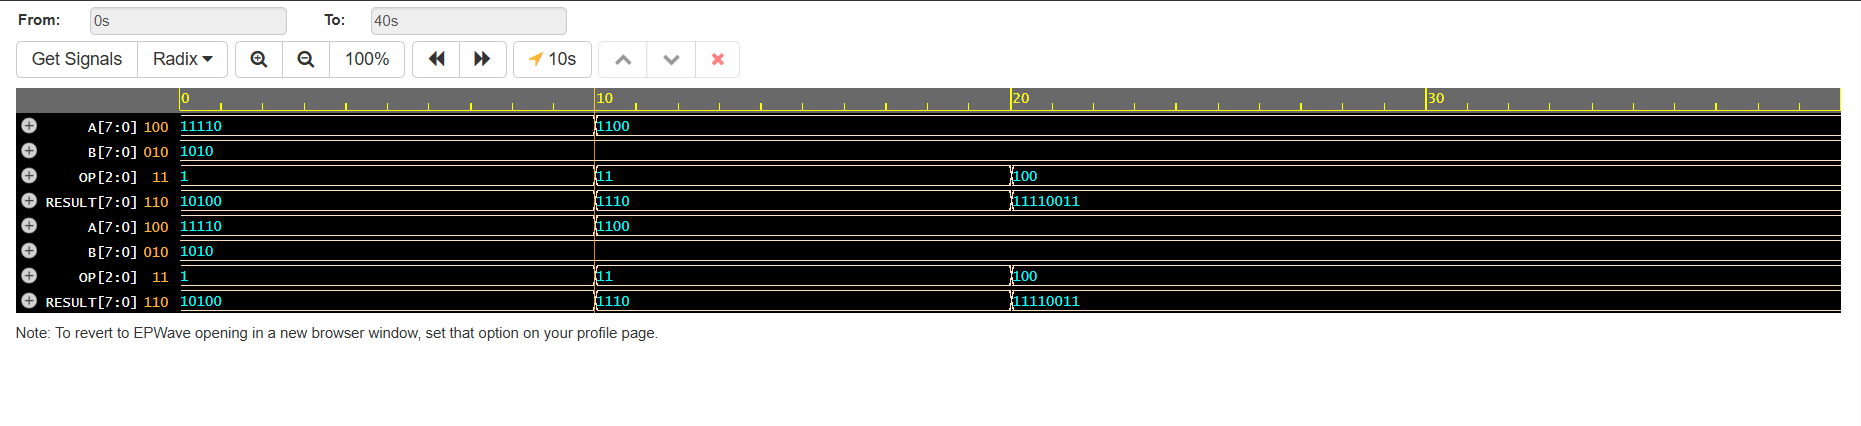 From: 0s To: 40s
Get Signals Radix 100% 10s
0 10 20 30
A[7:0] 100 11110 1100
B[7:0] 010 1010
OP[2:0] 11 1 11 100
RESULT[7:0] 110 10100 1110 11110011
A[7:0] 100 11110 1100
B[7:0] 010 1010
OP[2:0] 11 1 11 100
RESULT[7:0] 110 10100 1110 11110011
Note: To revert to EPWave opening in a new browser window, set that option on your profile page.